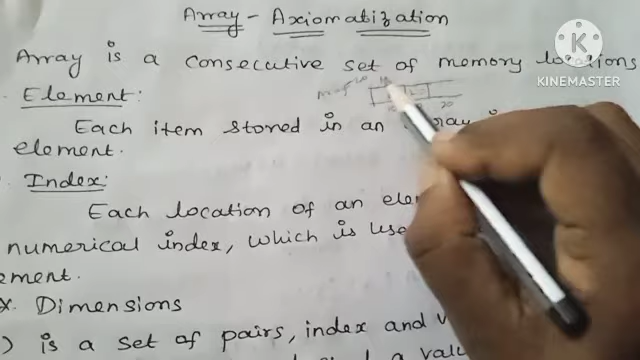 Array - Axiomatization
Array is a consecutive set of memory locations
KINEMASTER
Element:
Each item stored in an
element.
Index:
Each location of an
numerical index, which is
ement.
x. Dimensions
) is a set of pairs, index and
a